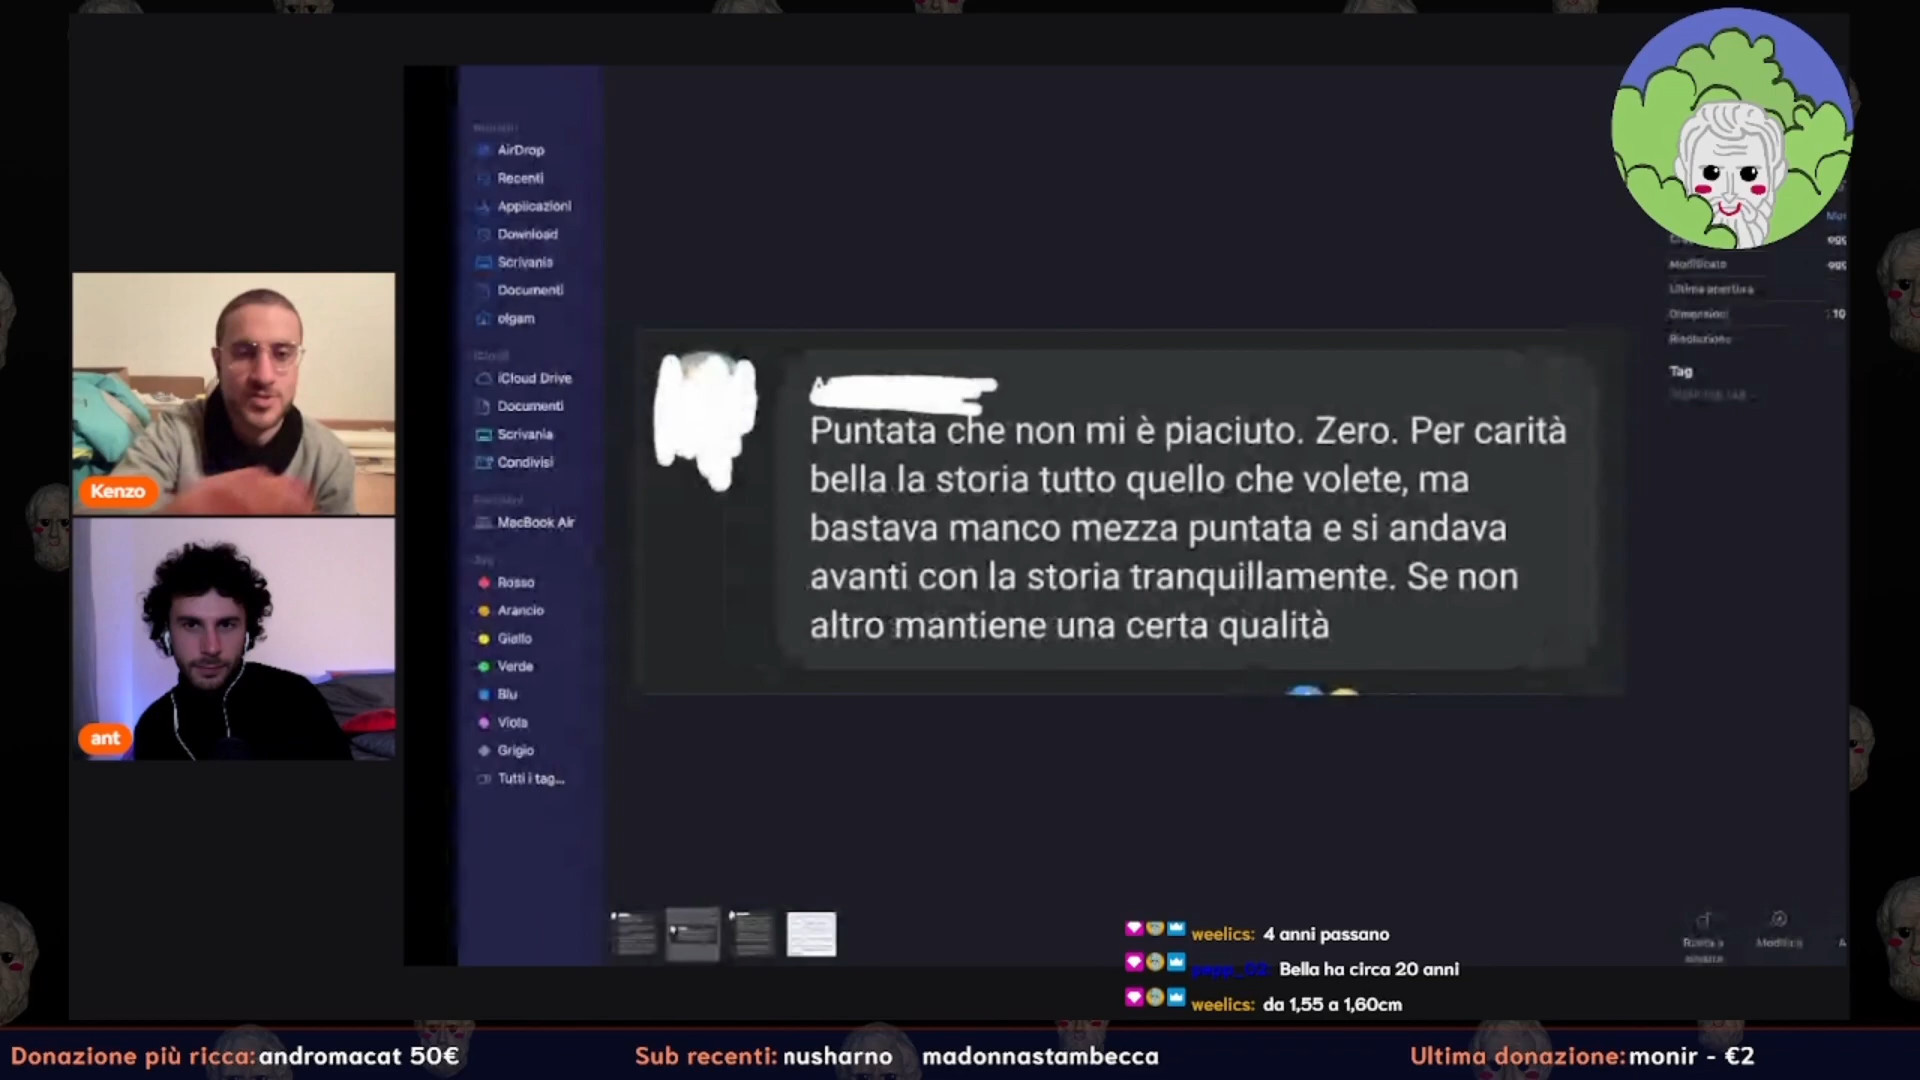 AirDrop
Recenti
Applicazioni
Download
Scrivania
Documenti
olgam
iCloud
iCloud Drive
Documenti
Scrivania
Condivisi
MacBook Air
Rosso
Arancio
Giallo
Verde
Blu
Viola
Grigio
Tutti i tag...
Kenzo
ant
Puntata che non mi è piaciuto. Zero. Per carità
bella la storia tutto quello che volete, ma
bastava manco mezza puntata e si andava
avanti con la storia tranquillamente. Se non
altro mantiene una certa qualità
Modificato
Ultima apertura
Dimensioni
Risoluzione
Tag
Modifica
weelics: 4 anni passano
Bella ha circa 20 anni
weelics: da 1,55 a 1,60cm
Donazione più ricca: andromacat 50€
Sub recenti: nusharno madonnastambecca
Ultima donazione: monir - €2